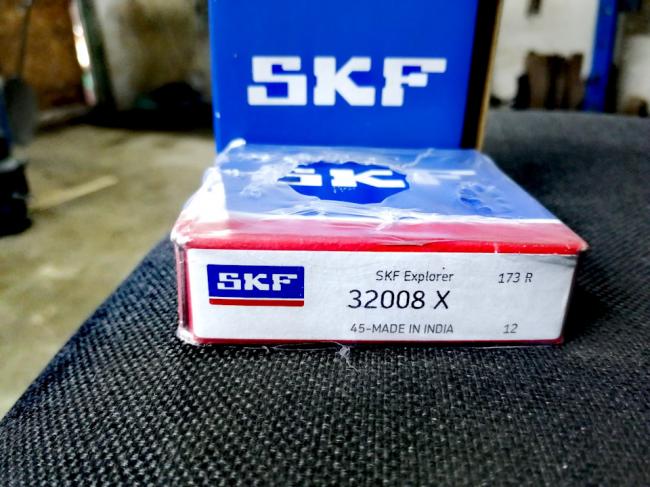 SKF
SKF
SKF
SKF Explorer 173 R
32008 X
45-MADE IN INDIA 12